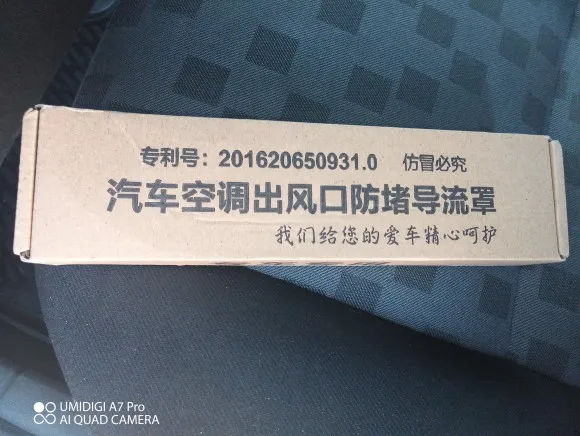 专利号：201620650931.0 仿冒必究
汽车空调出风口防堵导流罩
我们给您的爱车精心呵护
UMIDIGI A7 Pro
AI QUAD CAMERA